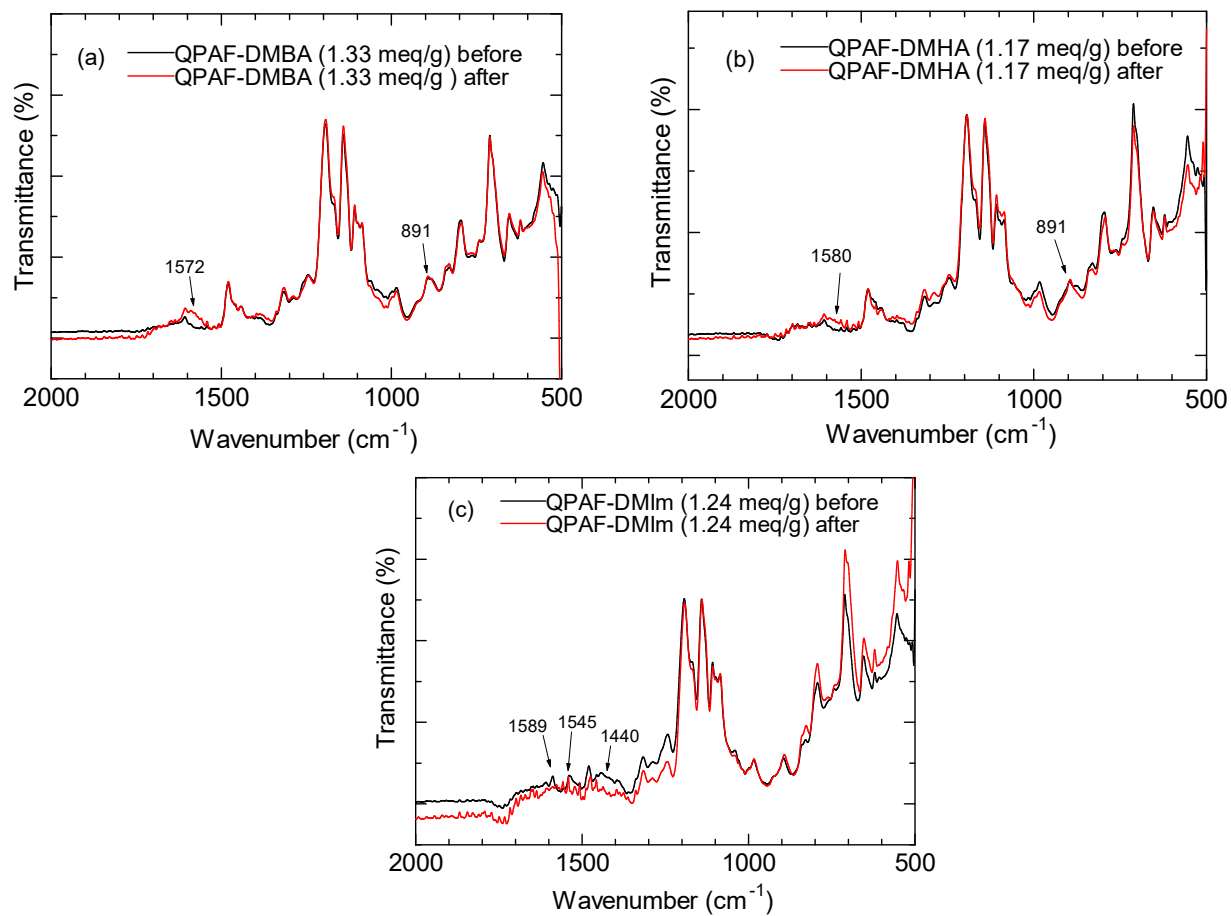 (a)
QPAF-DMBA (1.33 meq/g) before
QPAF-DMBA (1.33 meq/g ) after
Transmittance (%)
1572
891
2000
1500
1000
500
Wavenumber (cm⁻¹)
(b)
QPAF-DMHA (1.17 meq/g) before
QPAF-DMHA (1.17 meq/g) after
Transmittance (%)
1580
891
2000
1500
1000
500
Wavenumber (cm⁻¹)
(c)
QPAF-DMIm (1.24 meq/g) before
QPAF-DMIm (1.24 meq/g) after
Transmittance (%)
1589
1545
1440
2000
1500
1000
500
Wavenumber (cm⁻¹)